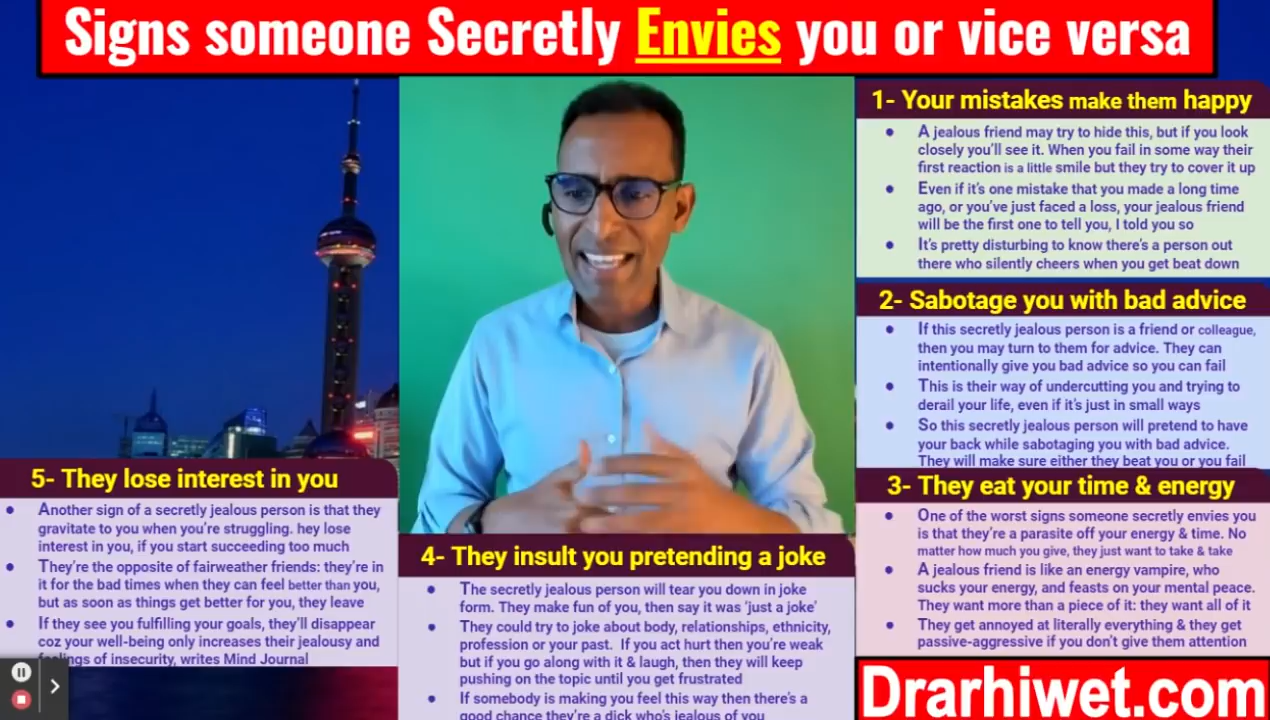 Signs someone Secretly Envies you or vice versa
1- Your mistakes make them happy
● A jealous friend may try to hide this, but if you look
closely you'll see it. When you fail in some way their
first reaction is a little smile but they try to cover it up
● Even if it's one mistake that you made a long time
ago, or you've just faced a loss, your jealous friend
will be the first one to tell you, I told you so
● It's pretty disturbing to know there's a person out
there who silently cheers when you get beat down
2- Sabotage you with bad advice
● If this secretly jealous person is a friend or colleague,
then you may turn to them for advice. They can
intentionally give you bad advice so you can fail
● This is their way of undercutting you and trying to
derail your life, even if it's just in small ways
● So this secretly jealous person will pretend to have
your back while sabotaging you with bad advice.
They will make sure either they beat you or you fail
3- They eat your time & energy
● One of the worst signs someone secretly envies you
is that they're a parasite off your energy & time. No
matter how much you give, they just want to take & take
● A jealous friend is like an energy vampire, who
sucks your energy, and feasts on your mental peace.
They want more than a piece of it: they want all of it
● They get annoyed at literally everything & they get
passive-aggressive if you don't give them attention
4- They insult you pretending a joke
● The secretly jealous person will tear you down in joke
form. They make fun of you, then say it was 'just a joke'
● They could try to joke about body, relationships, ethnicity,
profession or your past. If you act hurt then you're weak
but if you go along with it & laugh, then they will keep
pushing on the topic until you get frustrated
● If somebody is making you feel this way then there's a
good chance they're a dick who's jealous of you
5- They lose interest in you
● Another sign of a secretly jealous person is that they
gravitate to you when you're struggling. hey lose
interest in you, if you start succeeding too much
● They're the opposite of fairweather friends: they're in
it for the bad times when they can feel better than you,
but as soon as things get better for you, they leave
● If they see you fulfilling your goals, they'll disappear
coz your well-being only increases their jealousy and
feelings of insecurity, writes Mind Journal
Drarhiwet.com